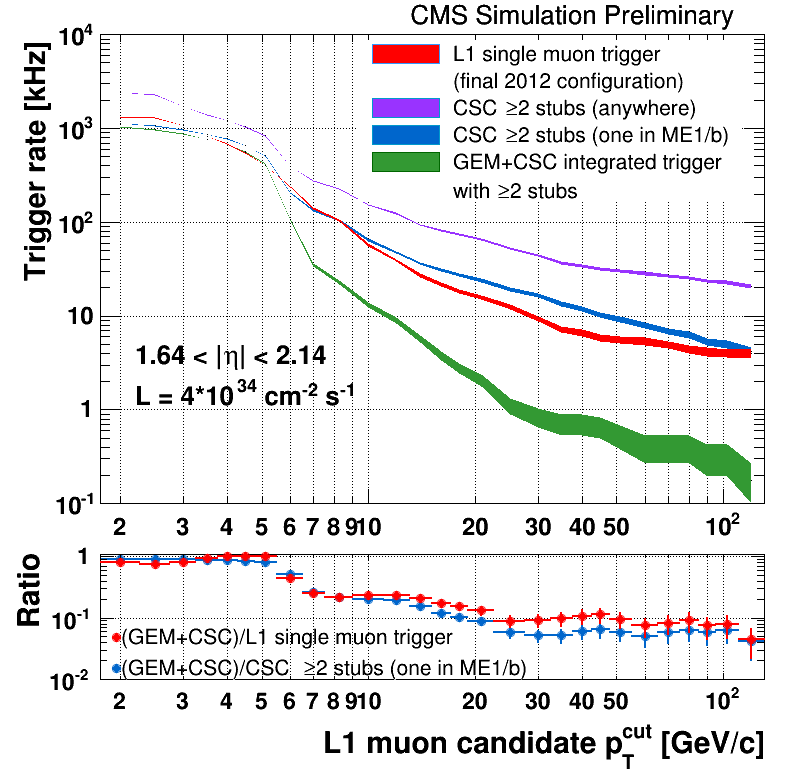 CMS Simulation Preliminary
Trigger rate [kHz]
10^4
10^3
10^2
10
1
10^-1
L1 single muon trigger
(final 2012 configuration)
CSC ≥2 stubs (anywhere)
CSC ≥2 stubs (one in ME1/b)
GEM+CSC integrated trigger
with ≥2 stubs
1.64 < |η| < 2.14
L = 4*10^34 cm^-2 s^-1
2 3 4 5 6 7 8 910 20 30 40 50 10^2
Ratio
1
10^-1
10^-2
(GEM+CSC)/L1 single muon trigger
(GEM+CSC)/CSC ≥2 stubs (one in ME1/b)
2 3 4 5 6 7 8 910 20 30 40 50 10^2
L1 muon candidate p_T^cut [GeV/c]